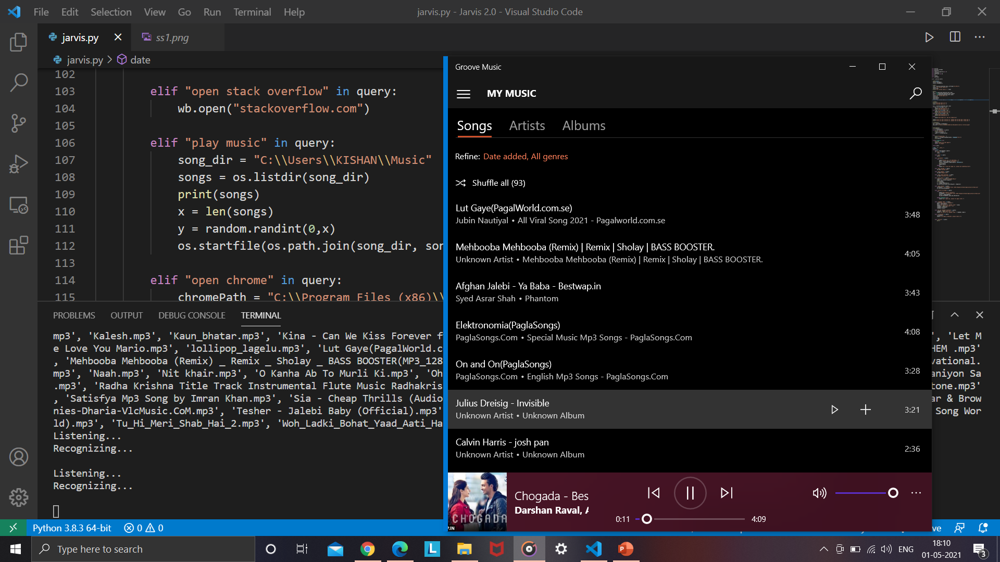 File Edit Selection View Go Run Terminal Help
jarvis.py - Jarvis 2.0 - Visual Studio Code
jarvis.py
ss1.png
jarvis.py > date
102
103 elif "open stack overflow" in query:
104 wb.open("stackoverflow.com")
105
106 elif "play music" in query:
107 song_dir = "C:\\Users\\KISHAN\\Music"
108 songs = os.listdir(song_dir)
109 print(songs)
110 x = len(songs)
111 y = random.randint(0,x)
112 os.startfile(os.path.join(song_dir, son
113
114 elif "open chrome" in query:
115 chromePath = "C:\\Program Files (x86)\\
PROBLEMS OUTPUT DEBUG CONSOLE TERMINAL
mp3', 'Kalesh.mp3', 'Kaun_bhatar.mp3', 'Kina - Can We Kiss Forever f
e Love You Mario.mp3', 'lollipop_lagelu.mp3', 'Lut Gaye(PagalWorld.c
, 'Mehbooba Mehbooba (Remix) _ Remix _ Sholay _ BASS BOOSTER(MP3_128
mp3', 'Naah.mp3', 'Nit khair.mp3', 'O Kanha Ab To Murli Ki.mp3', 'Oh
.mp3', 'Radha Krishna Title Track Instrumental Flute Music Radhakris
, 'Satisfya Mp3 Song by Imran Khan.mp3', 'Sia - Cheap Thrills (Audio
nies-Dharia-VlcMusic.CoM.mp3', 'Tesher - Jalebi Baby (Official).mp3'
ld).mp3', 'Tu_Hi_Meri_Shab_Hai_2.mp3', 'Woh_Ladki_Bohat_Yaad_Aati_Ha
Listening...
Recognizing...
Listening...
Recognizing...
', 'Let M
HEM .mp3'
vational.
aniyon Sa
tone.mp3'
ar & Brow
Song Wor
Groove Music
MY MUSIC
Songs Artists Albums
Refine: Date added, All genres
Shuffle all (93)
Lut Gaye(PagalWorld.com.se)
Jubin Nautiyal • All Viral Song 2021 - Pagalworld.com.se
3:48
Mehbooba Mehbooba (Remix) | Remix | Sholay | BASS BOOSTER.
Unknown Artist • Mehbooba Mehbooba (Remix) | Remix | Sholay | BASS BOOSTER.
4:05
Afghan Jalebi - Ya Baba - Bestwap.in
Syed Asrar Shah • Phantom
3:43
Elektronomia(PaglaSongs)
PaglaSongs.Com • Special Music Mp3 Songs - PaglaSongs.Com
4:08
On and On(PaglaSongs)
PaglaSongs.Com • English Mp3 Songs - PaglaSongs.Com
3:28
Julius Dreisig - Invisible
Unknown Artist • Unknown Album
3:21
Calvin Harris - josh pan
Unknown Artist • Unknown Album
2:36
CHOGADA
P.IN
Chogada - Bes
Darshan Raval, A
0:11
4:09
Python 3.8.3 64-bit 0 0
ve
Type here to search
ENG
18:10
01-05-2021
3